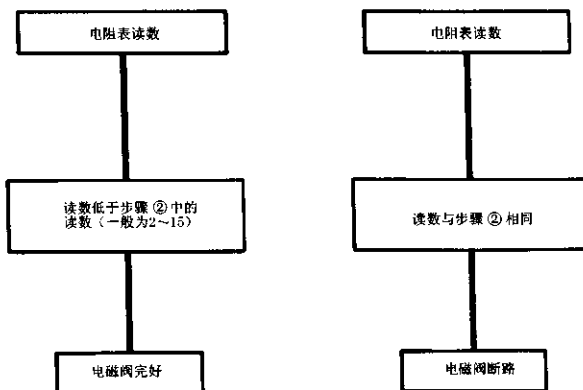 电阻表读数
读数低于步骤②中的
读数（一般为2～15）
电磁阀完好
电阳表读数
读数与步骤②相同
电磁阀断路